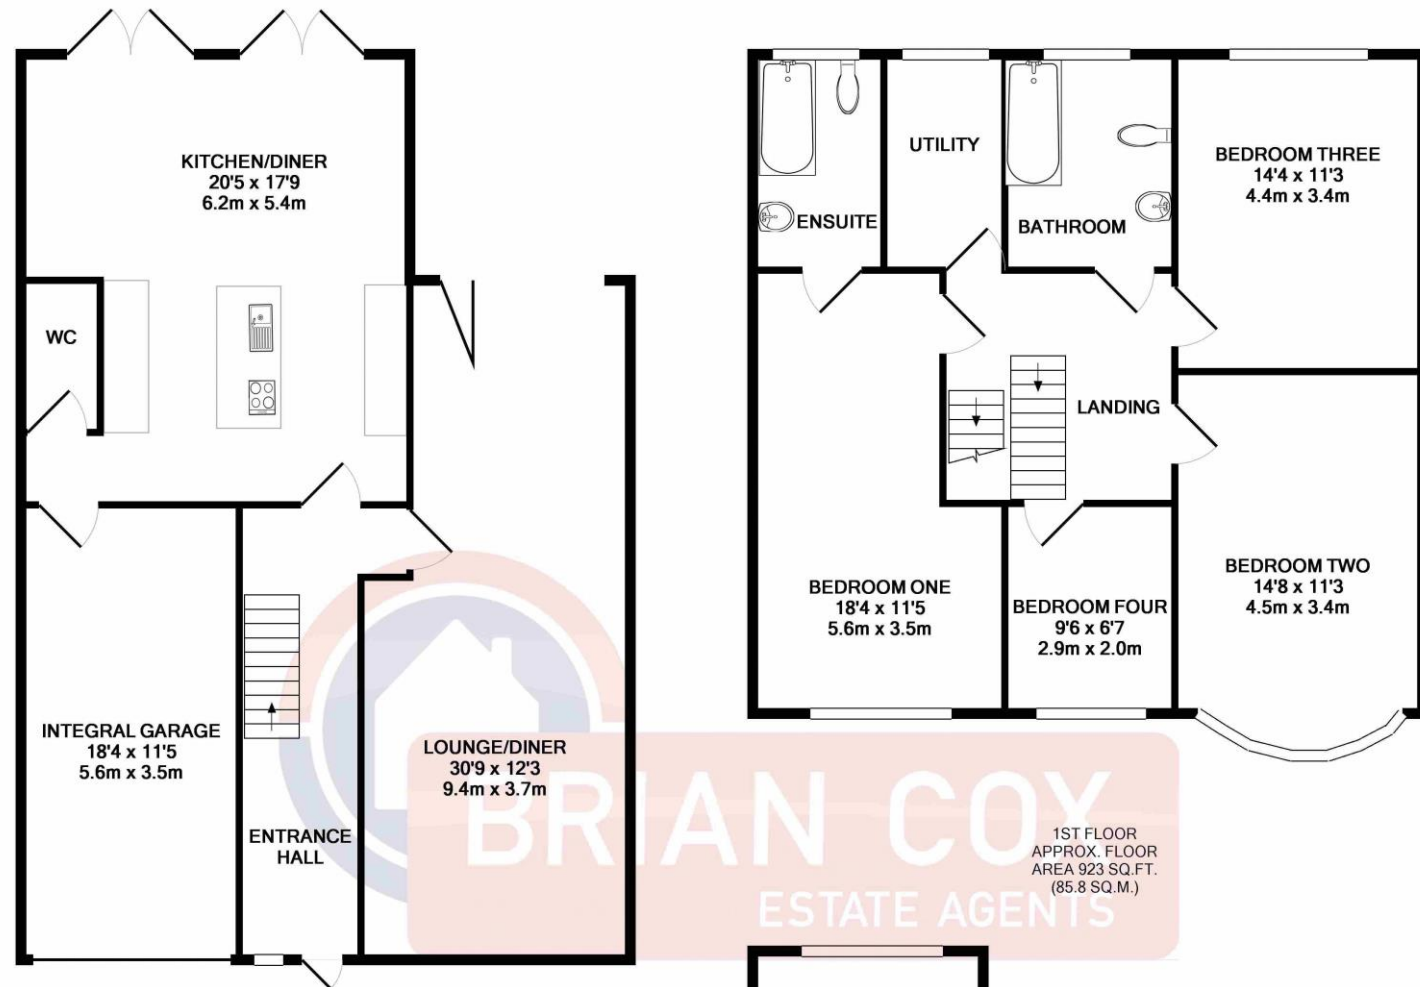 KITCHEN/DINER
20'5 x 17'9
6.2m x 5.4m
WC
INTEGRAL GARAGE
18'4 x 11'5
5.6m x 3.5m
ENTRANCE
HALL
LOUNGE/DINER
30'9 x 12'3
9.4m x 3.7m
ENSUITE
UTILITY
BATHROOM
BEDROOM THREE
14'4 x 11'3
4.4m x 3.4m
LANDING
BEDROOM ONE
18'4 x 11'5
5.6m x 3.5m
BEDROOM FOUR
9'6 x 6'7
2.9m x 2.0m
BEDROOM TWO
14'8 x 11'3
4.5m x 3.4m
BRIAN COX
ESTATE AGENTS
1ST FLOOR
APPROX. FLOOR
AREA 923 SQ.FT.
(85.8 SQ.M.)